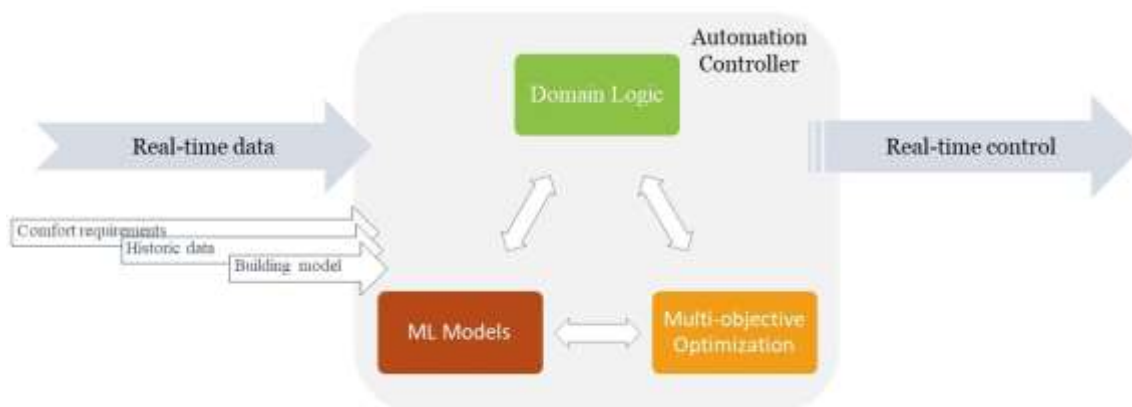 Automation
Controller
Domain Logic
Real-time data
Real-time control
Comfort requirements
Historic data
Building model
ML Models
Multi-objective
Optimization